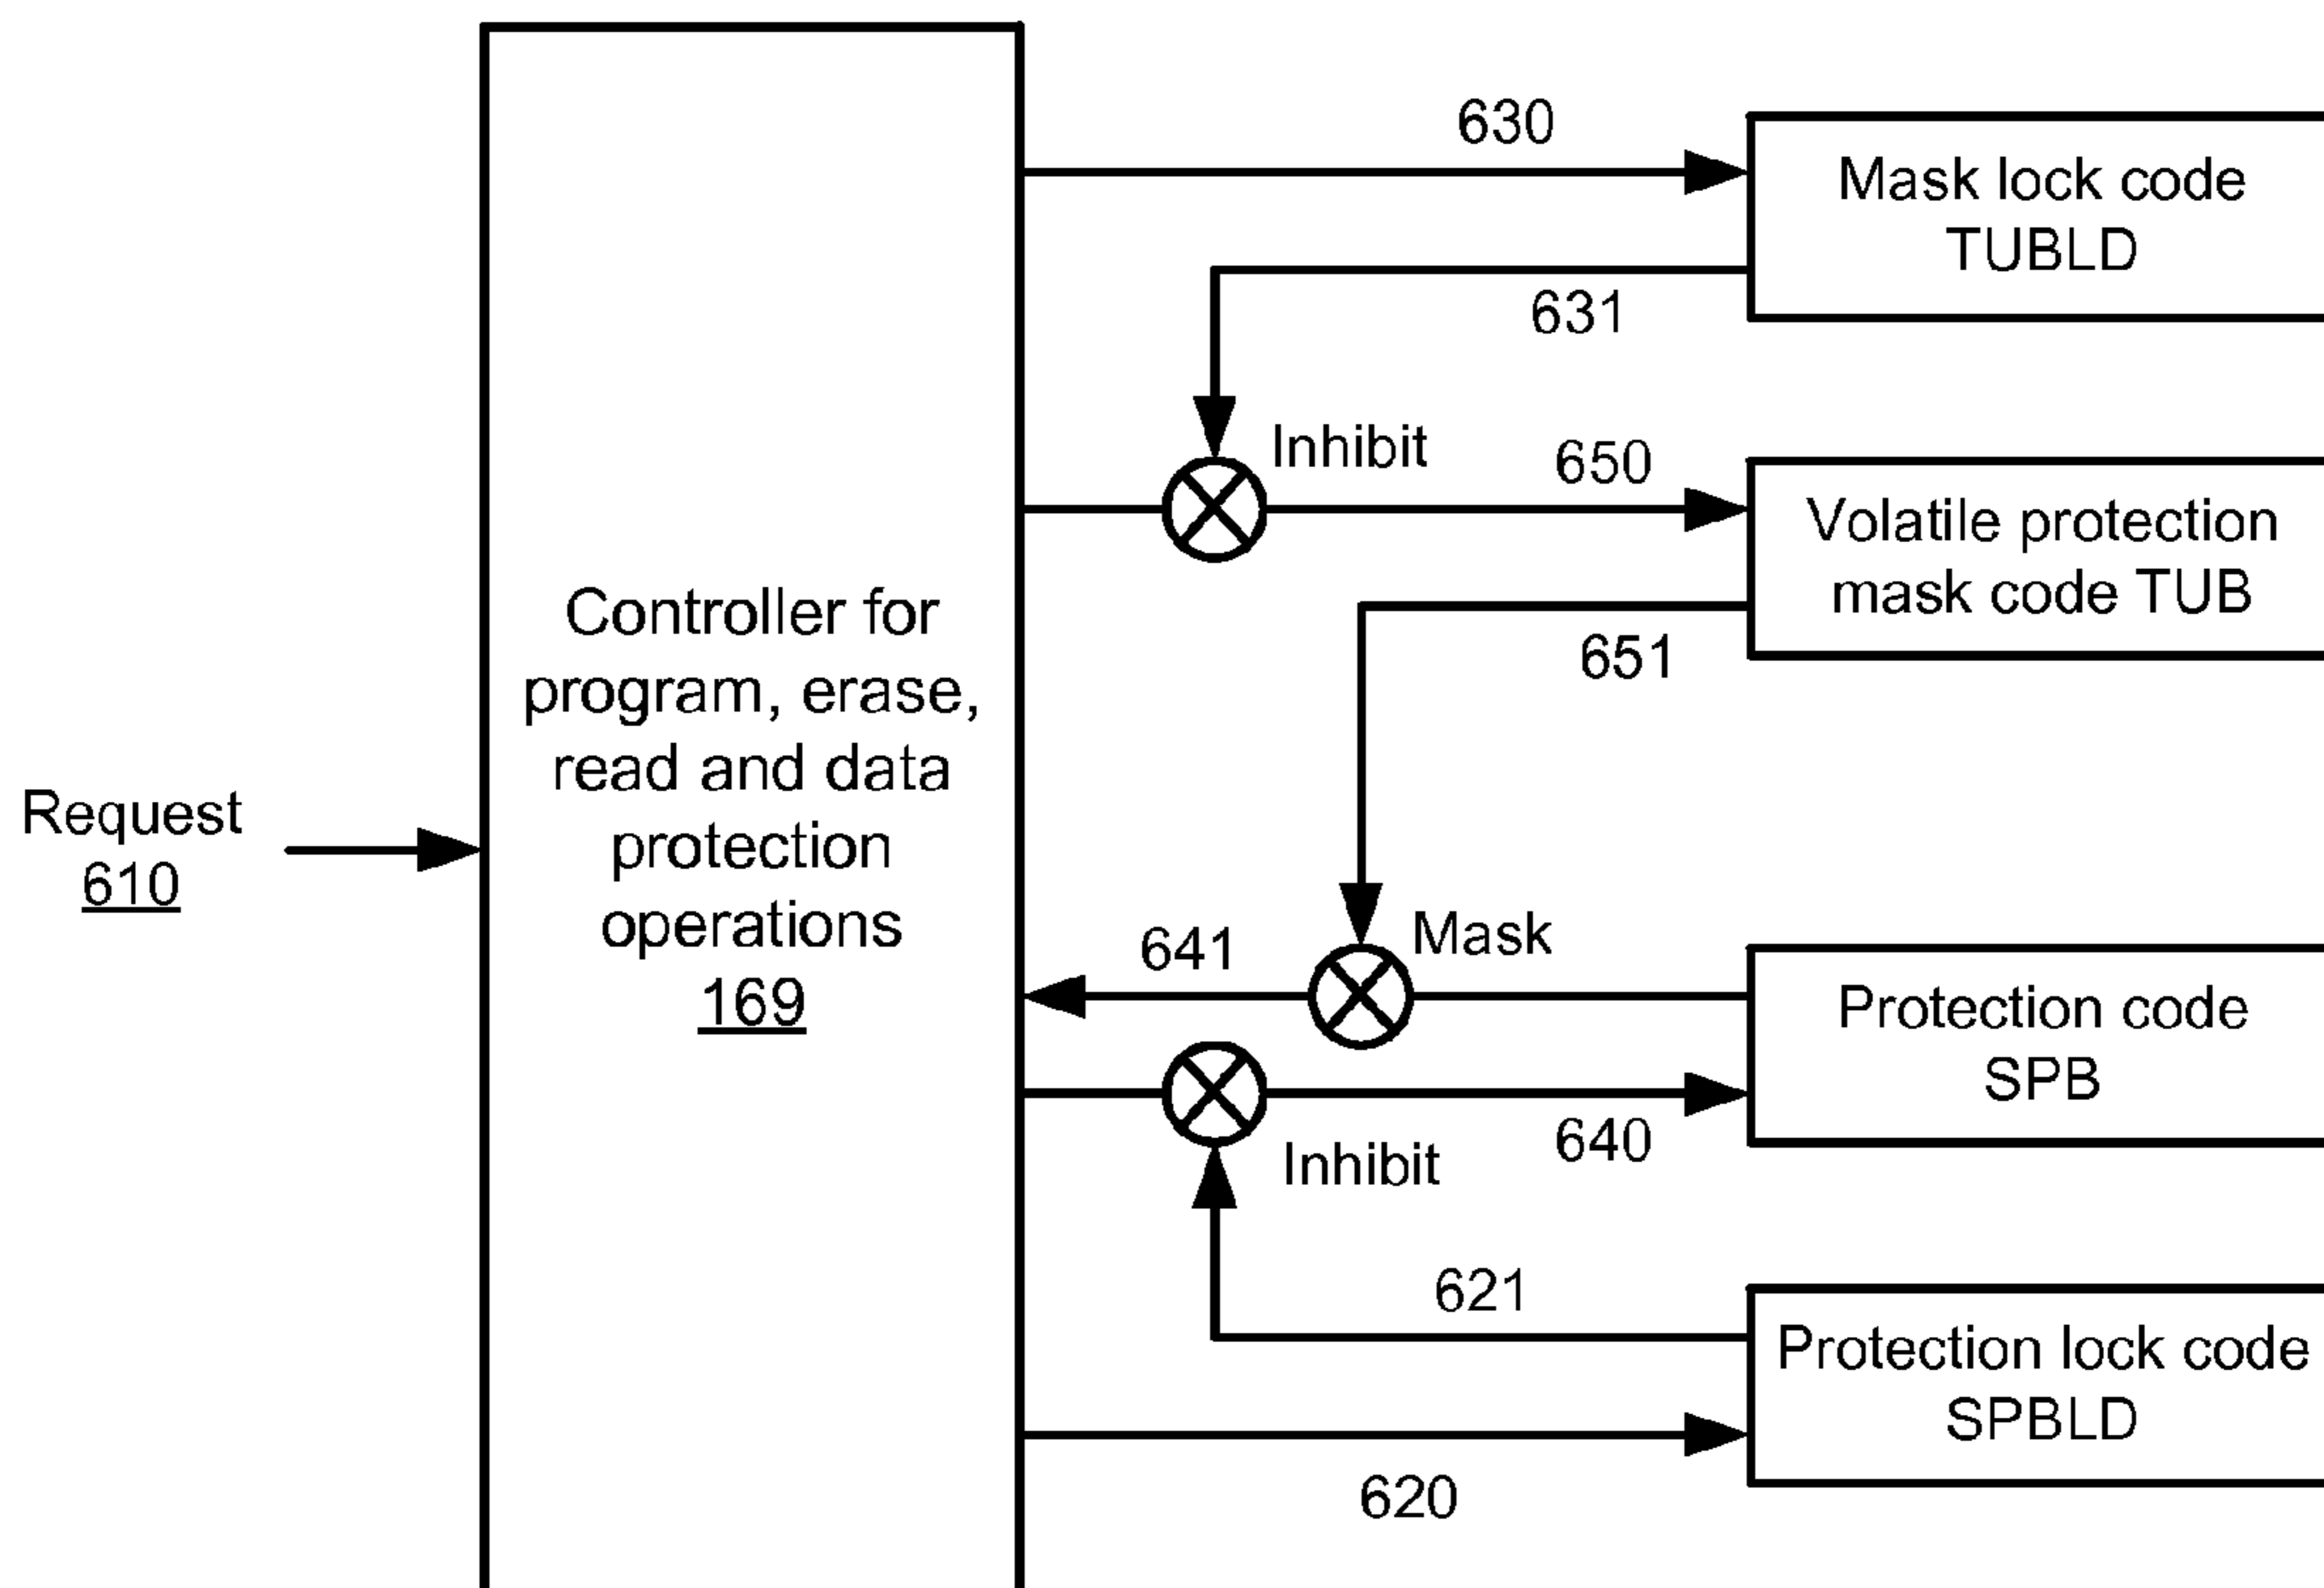 630
Mask lock code
TUBLD
631
Inhibit
650
Volatile protection
mask code TUB
651
Controller for
program, erase,
read and data
protection
operations
169
Request
610
641
Mask
Protection code
SPB
Inhibit
640
621
Protection lock code
SPBLD
620